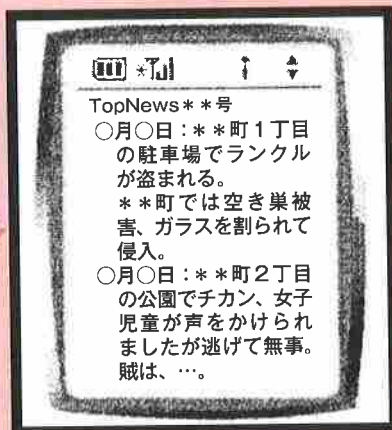 TopNews＊＊号
○月○日：＊＊町1丁目
の駐車場でランクル
が盗まれる。
＊＊町では空き巣被
害、ガラスを割られて
侵入。
○月○日：＊＊町2丁目
の公園でチカン、女子
児童が声をかけられ
ましたが逃げて無事。
賊は、…。